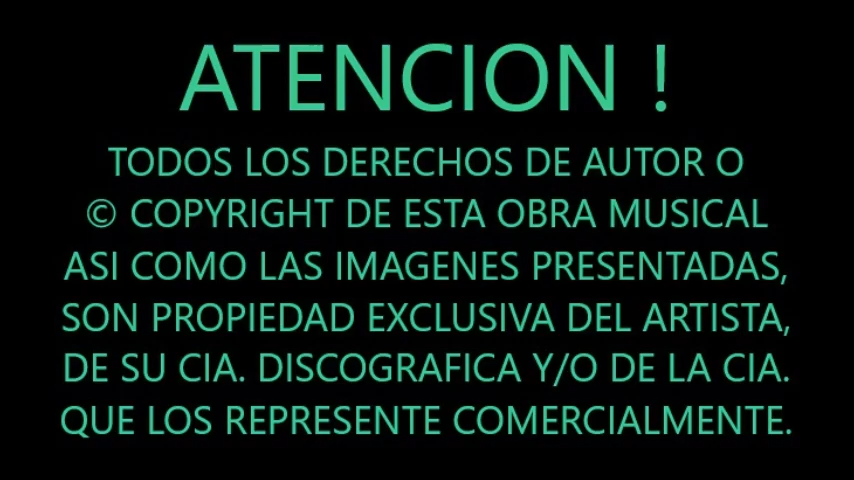 ATENCION !
TODOS LOS DERECHOS DE AUTOR O
© COPYRIGHT DE ESTA OBRA MUSICAL
ASI COMO LAS IMAGENES PRESENTADAS,
SON PROPIEDAD EXCLUSIVA DEL ARTISTA,
DE SU CIA. DISCOGRAFICA Y/O DE LA CIA.
QUE LOS REPRESENTE COMERCIALMENTE.